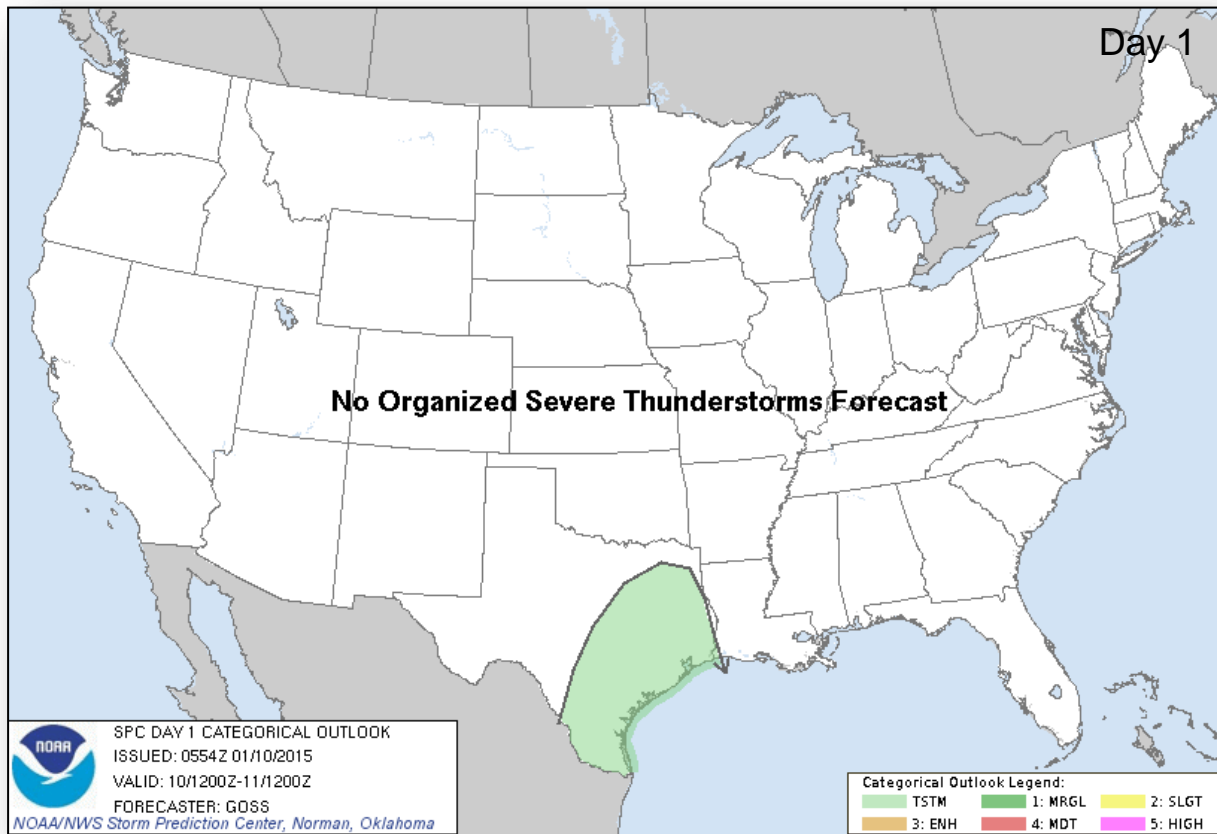 Day 1
No Organized Severe Thunderstorms Forecast
NOAA
SPC DAY 1 CATEGORICAL OUTLOOK
ISSUED: 0554Z 01/10/2015
VALID: 10/1200Z-11/1200Z
FORECASTER: GOSS
NOAA/NWS Storm Prediction Center, Norman, Oklahoma
Categorical Outlook Legend:
TSTM 1: MRGL 2: SLGT
3: ENH 4: MDT 5: HIGH